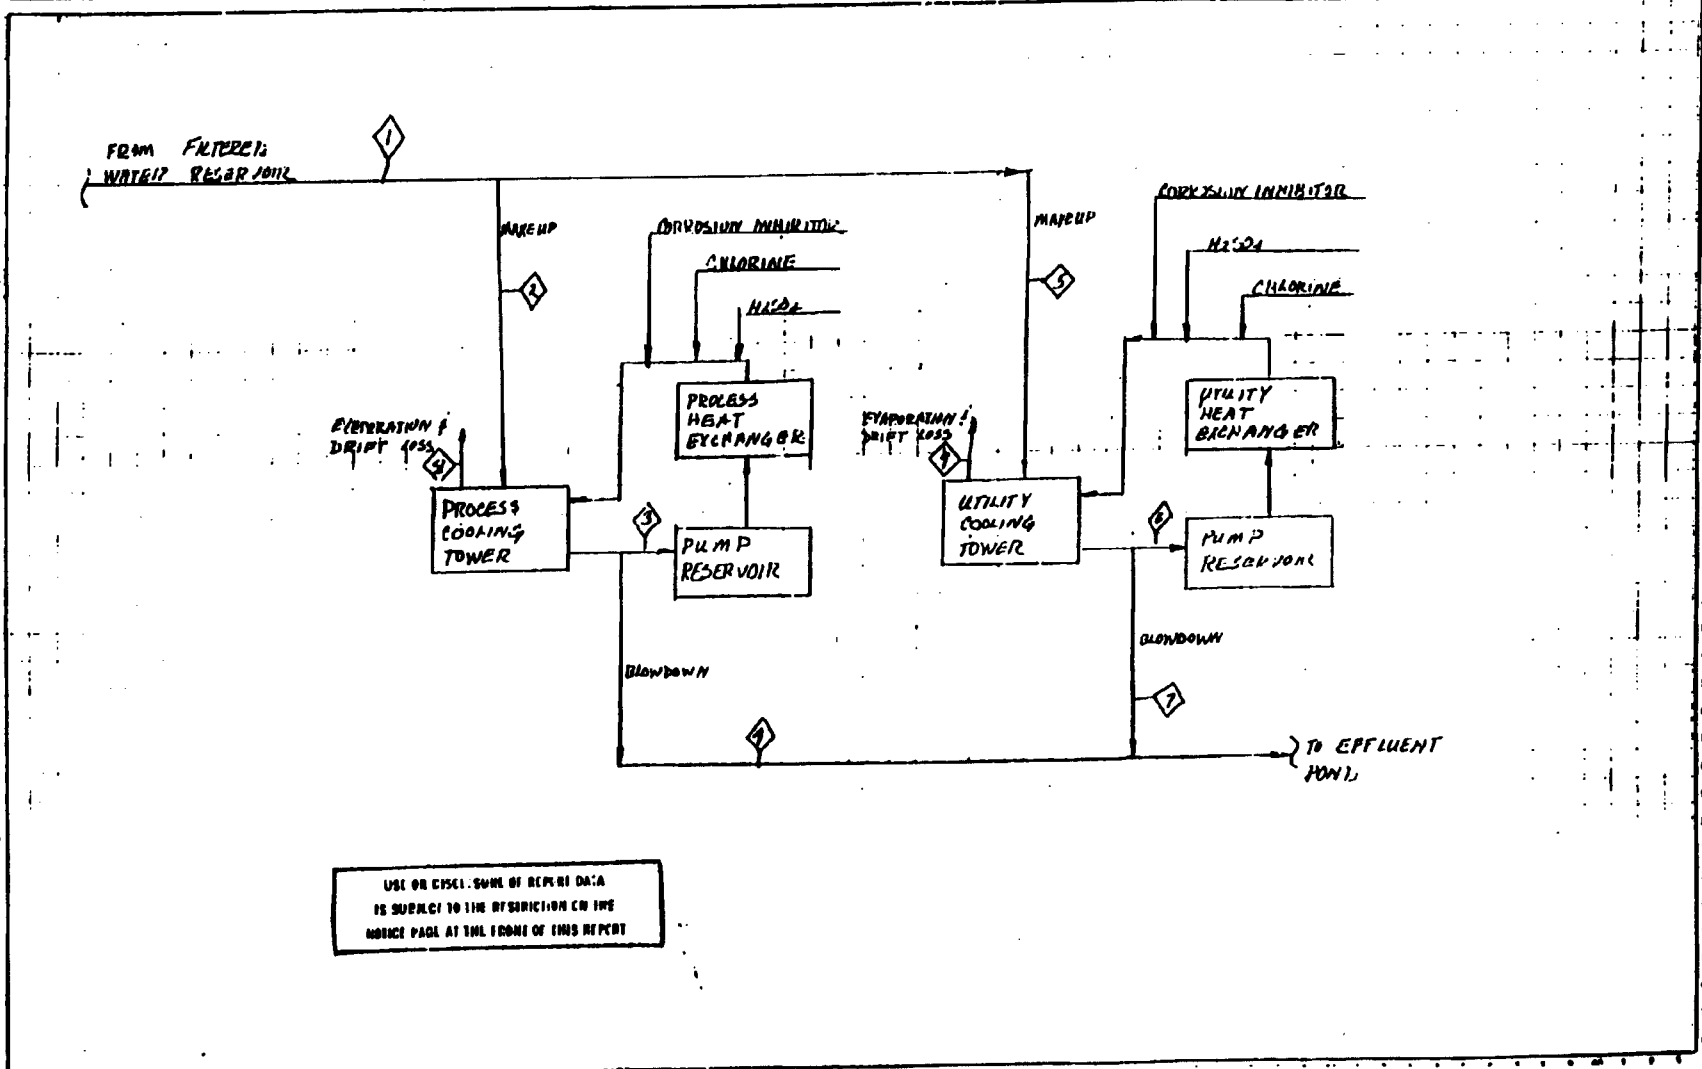 1
FROM FILTERED
WATER RESERVOIR
MAKEUP
2
CORROSION INHIBITOR
CHLORINE
H2SO4
PROCESS
HEAT
EXCHANGER
EVAPORATION &
DRIFT LOSS
PROCESS
COOLING
TOWER
3
PUMP
RESERVOIR
BLOWDOWN
MAKEUP
5
CORROSION INHIBITOR
H2SO4
CHLORINE
UTILITY
HEAT
EXCHANGER
EVAPORATION &
DRIFT LOSS
UTILITY
COOLING
TOWER
6
PUMP
RESERVOIR
BLOWDOWN
7
TO EFFLUENT
POND
USE OR DISCLOSURE OF REPORT DATA
IS SUBJECT TO THE RESTRICTION ON THE
NOTICE PAGE AT THE FRONT OF THIS REPORT